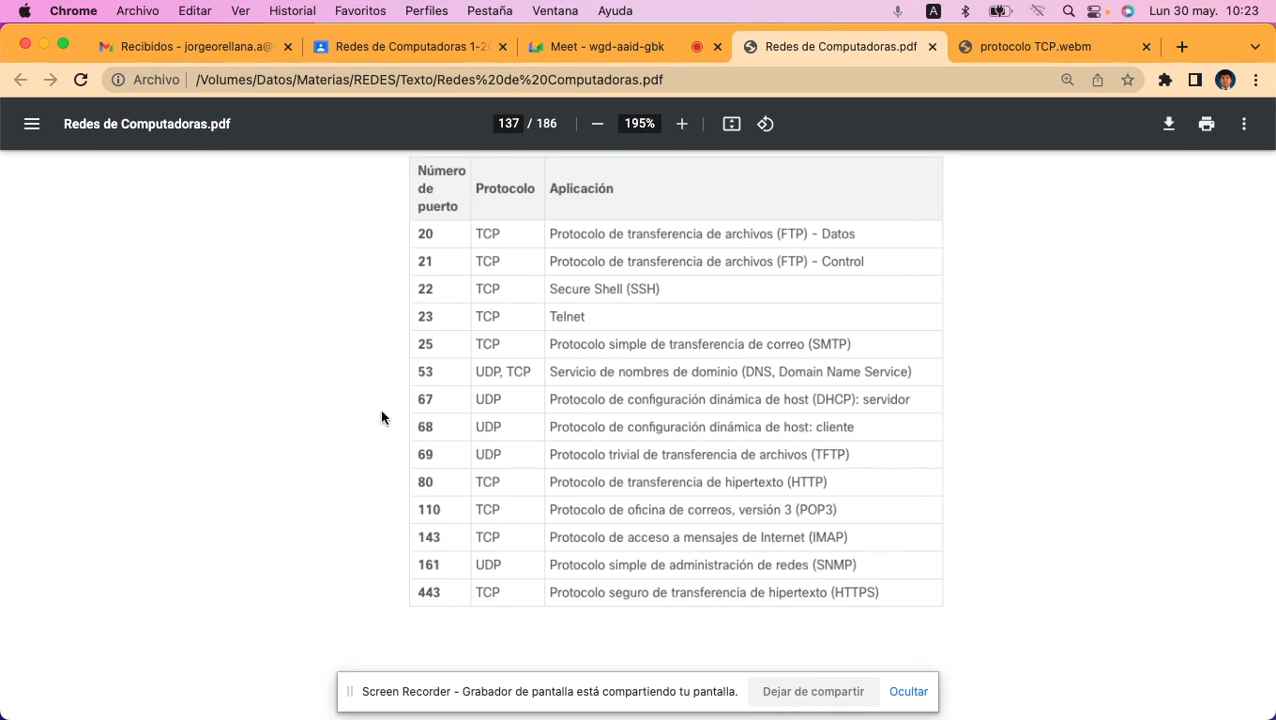 Chrome Archivo Editar Ver Historial Favoritos Perfiles Pestaña Ventana Ayuda A Lun 30 may. 10:23
Recibidos - jorgeorellana.a@ Redes de Computadoras 1-2 Meet - wgd-aaid-gbk Redes de Computadoras.pdf protocolo TCP.webm
Archivo /Volumes/Datos/Materias/REDES/Texto/Redes%20de%20Computadoras.pdf
Redes de Computadoras.pdf 137 / 186 195%
Número de puerto Protocolo Aplicación
20 TCP Protocolo de transferencia de archivos (FTP) - Datos
21 TCP Protocolo de transferencia de archivos (FTP) - Control
22 TCP Secure Shell (SSH)
23 TCP Telnet
25 TCP Protocolo simple de transferencia de correo (SMTP)
53 UDP, TCP Servicio de nombres de dominio (DNS, Domain Name Service)
67 UDP Protocolo de configuración dinámica de host (DHCP): servidor
68 UDP Protocolo de configuración dinámica de host: cliente
69 UDP Protocolo trivial de transferencia de archivos (TFTP)
80 TCP Protocolo de transferencia de hipertexto (HTTP)
110 TCP Protocolo de oficina de correos, versión 3 (POP3)
143 TCP Protocolo de acceso a mensajes de Internet (IMAP)
161 UDP Protocolo simple de administración de redes (SNMP)
443 TCP Protocolo seguro de transferencia de hipertexto (HTTPS)
Screen Recorder - Grabador de pantalla está compartiendo tu pantalla. Dejar de compartir Ocultar